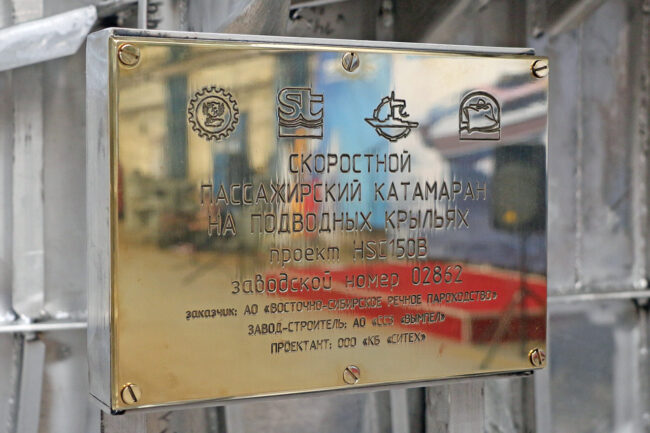 st
СКОРОСТНОЙ
ПАССАЖИРСКИЙ КАТАМАРАН
НА ПОДВОДНЫХ КРЫЛЬЯХ
проект HSC150B
заводской номер 02862
заказчик: АО «ВОСТОЧНО-СИБИРСКОЕ РЕЧНОЕ ПАРОХОДСТВО»
ЗАВОД-СТРОИТЕЛЬ: АО «ССЗ «ВЫМПЕЛ»
ПРОЕКТАНТ: ООО «КБ «СИТЕХ»